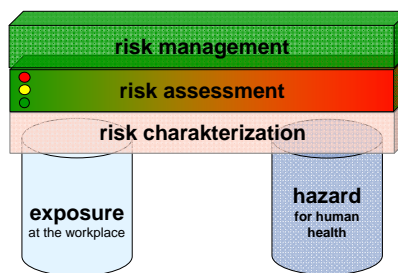 risk management
risk assessment
risk charakterization
exposure
at the workplace
hazard
for human
health